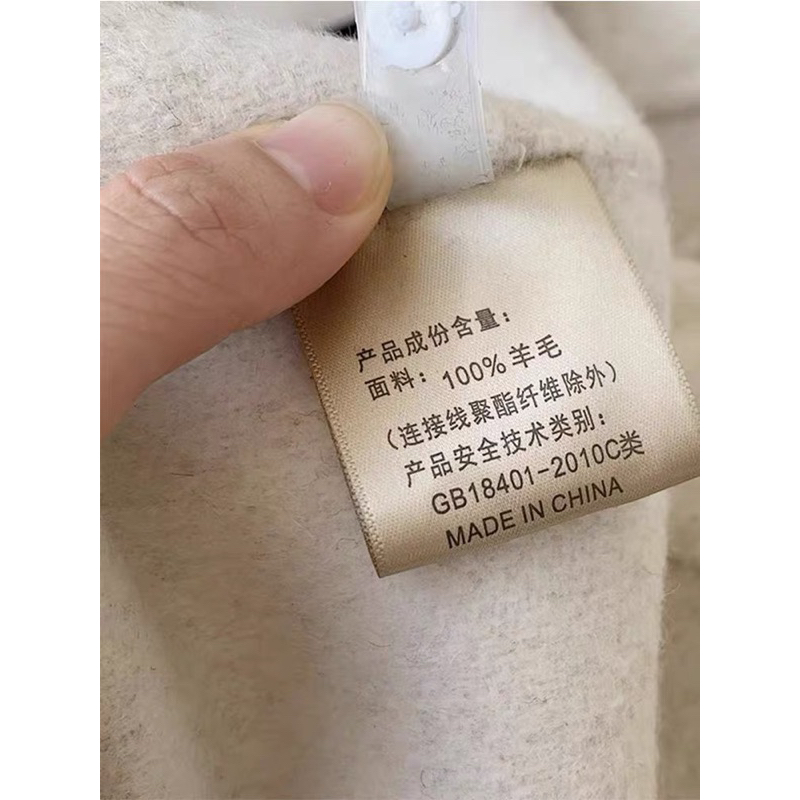 产品成份含量：
面料：100%羊毛
（连接线聚酯纤维除外）
产品安全技术类别：
GB18401-2010C类
MADE IN CHINA